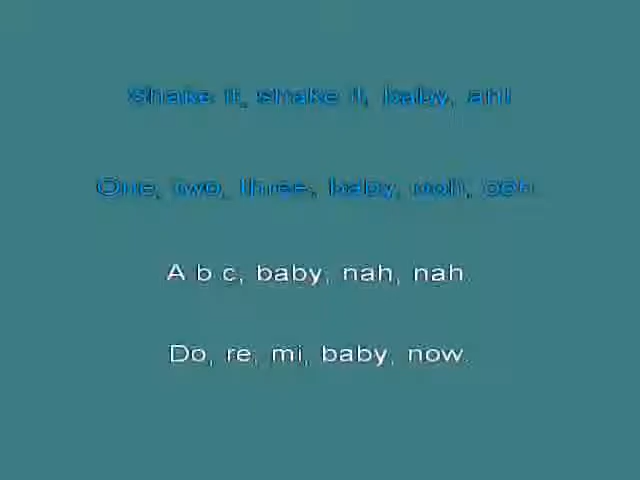 Shake it, shake it, baby, ah!
One, two, three, baby, ooh, ooh
A b c, baby, nah, nah
Do, re, mi, baby, now.